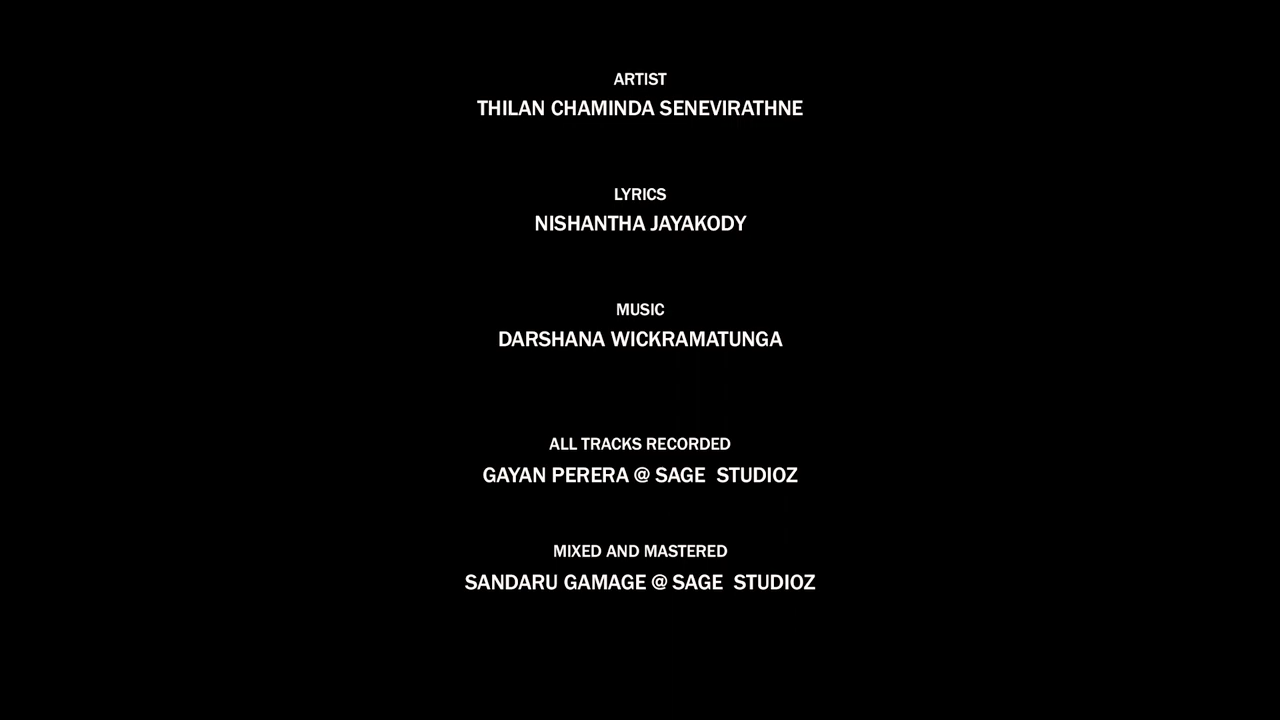 ARTIST
THILAN CHAMINDA SENEVIRATHNE
LYRICS
NISHANTHA JAYAKODY
MUSIC
DARSHANA WICKRAMATUNGA
ALL TRACKS RECORDED
GAYAN PERERA @ SAGE  STUDIOZ
MIXED AND MASTERED
SANDARU GAMAGE @ SAGE  STUDIOZ